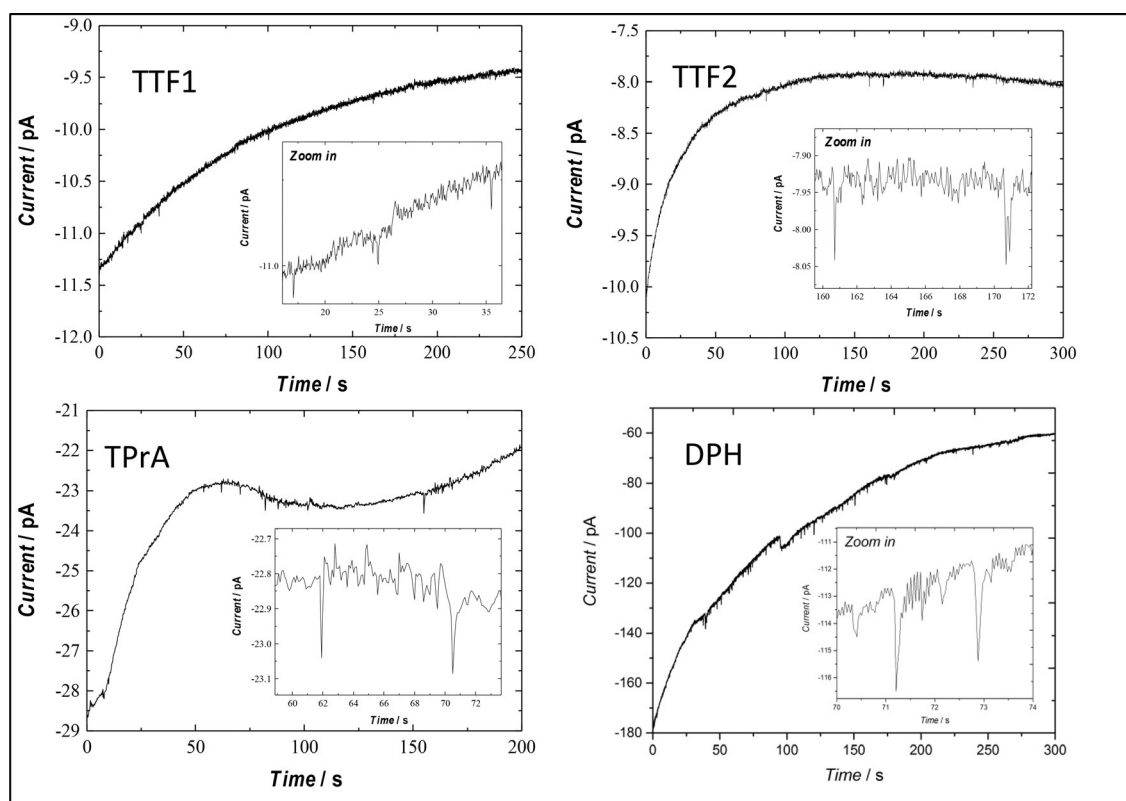 TTF1
Current / pA
-9.0
-9.5
-10.0
-10.5
-11.0
-11.5
-12.0
0 50 100 150 200 250
Time / s
Zoom in
Current / pA
-11.0
20 25 30 35
Time / s
TTF2
Current / pA
-7.5
-8.0
-8.5
-9.0
-9.5
-10.0
-10.5
0 50 100 150 200 250 300
Time / s
Zoom in
Current / pA
-7.90
-7.95
-8.00
-8.05
160 162 164 166 168 170 172
Time / s
TPrA
Current / pA
-21
-22
-23
-24
-25
-26
-27
-28
-29
0 50 100 150 200
Time / s
Current / pA
-22.7
-22.8
-22.9
-23.0
-23.1
60 62 64 66 68 70 72
Time / s
DPH
Current / pA
-60
-80
-100
-120
-140
-160
-180
0 50 100 150 200 250 300
Time / s
Zoom in
Current / pA
-111
-112
-113
-114
-115
-116
70 71 72 73 74
Time / s